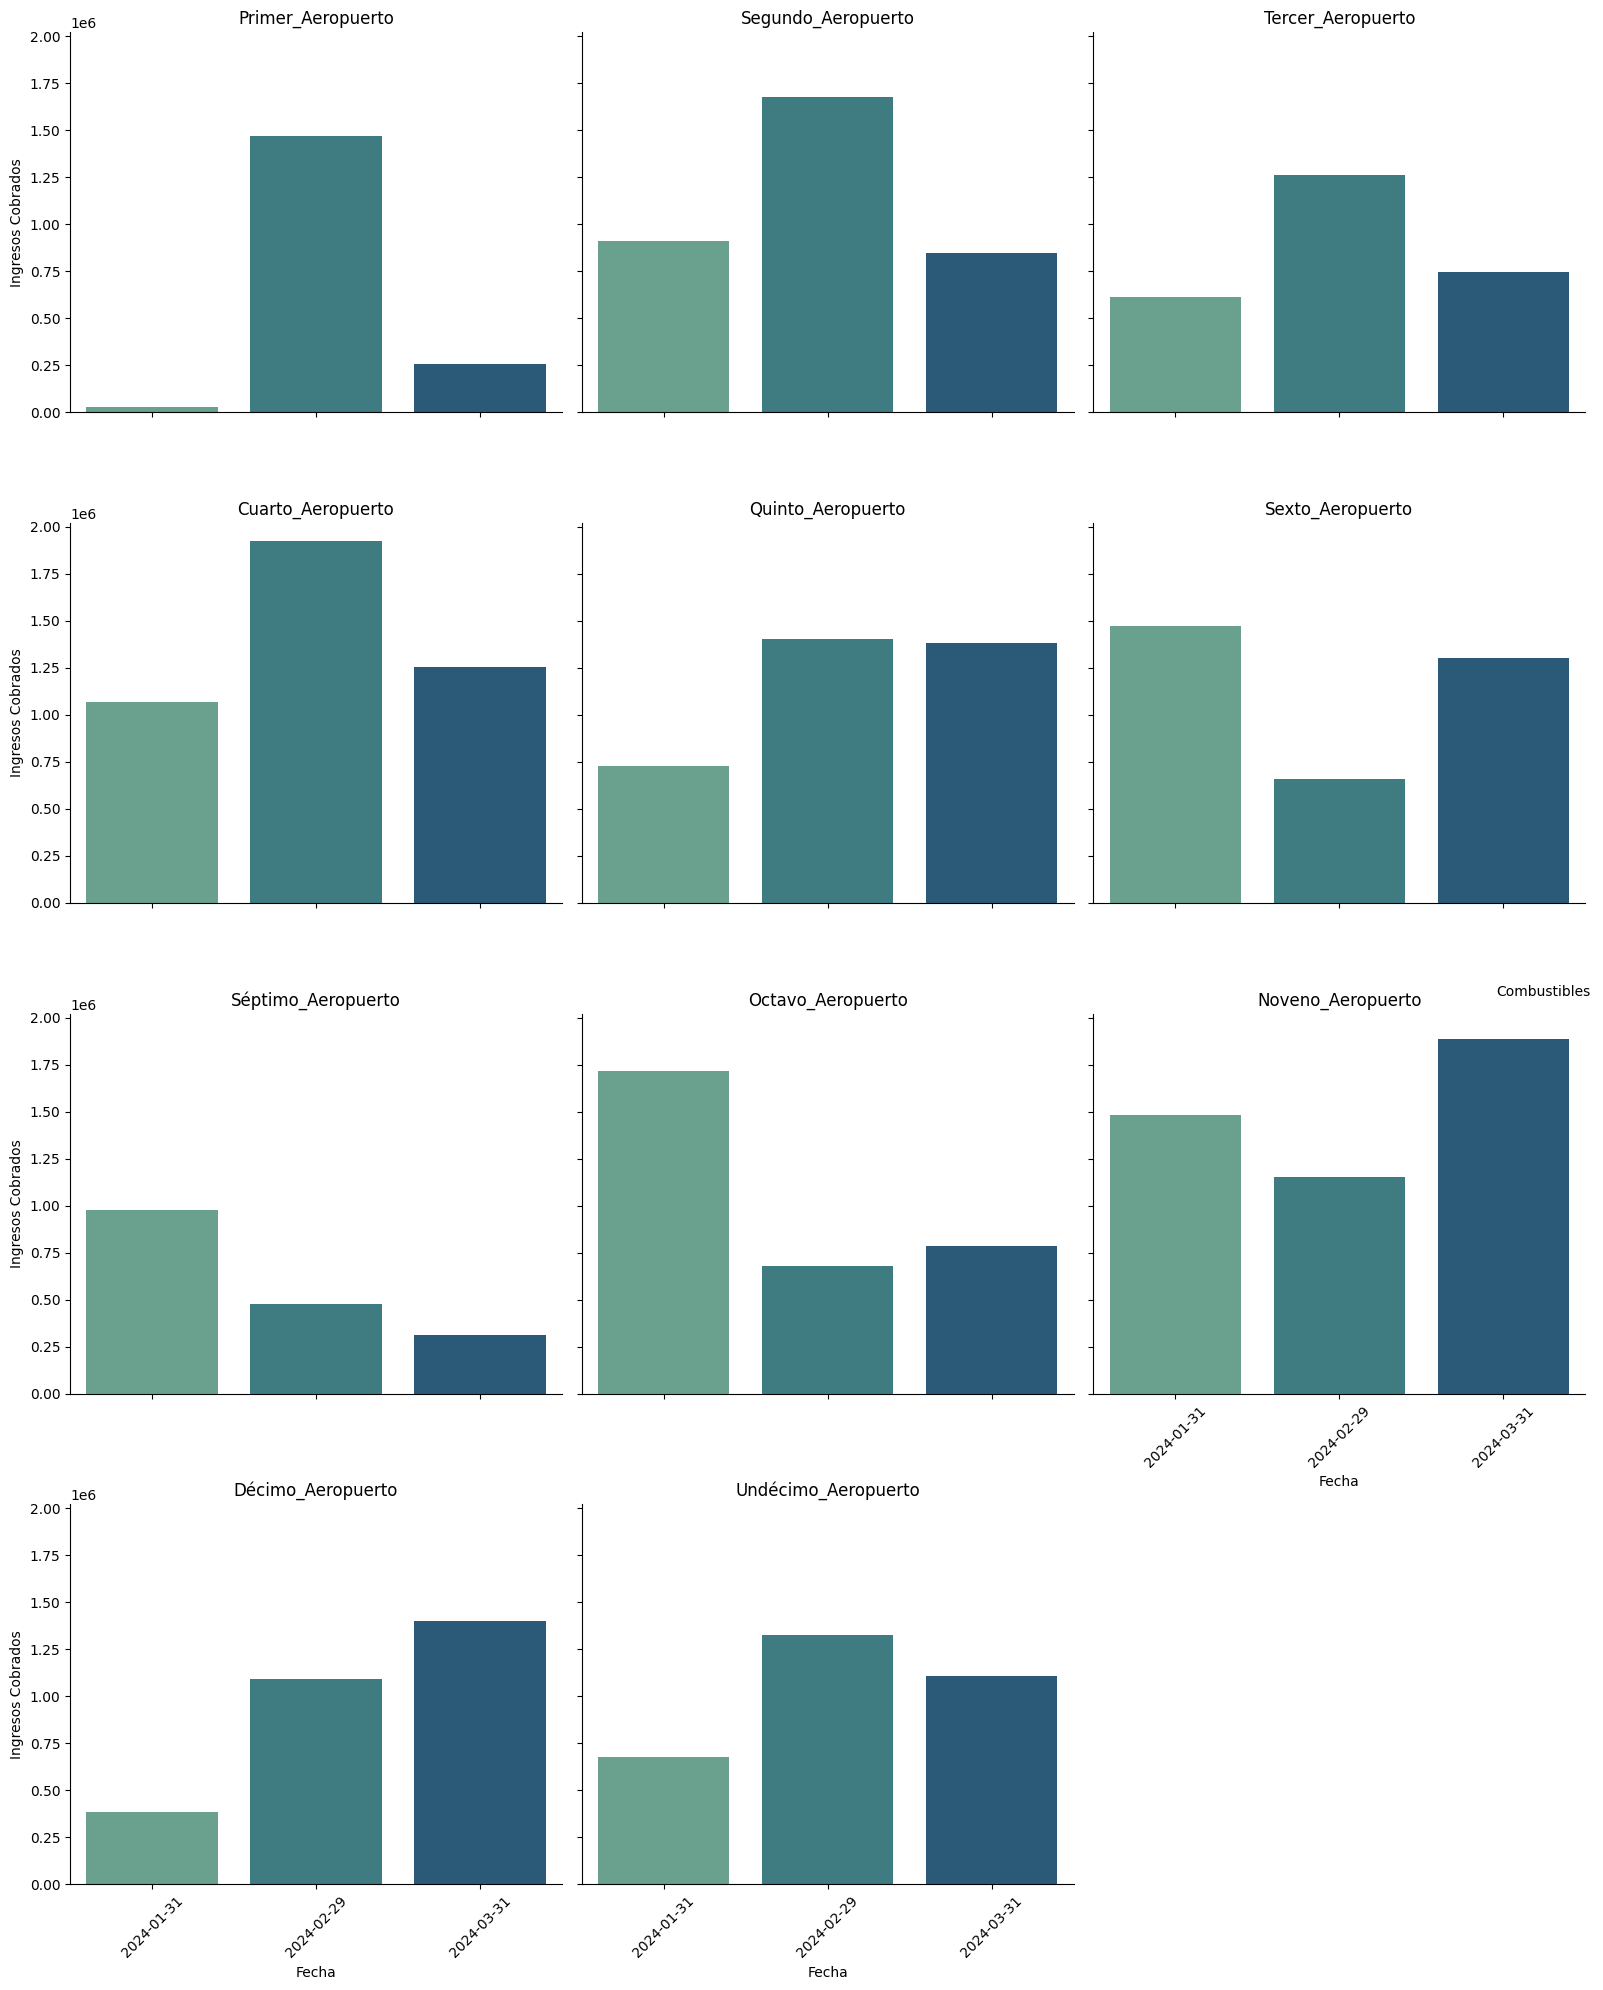 Primer_Aeropuerto
Segundo_Aeropuerto
Tercer_Aeropuerto
1e6
2.00
1.75
1.50
1.25
1.00
0.75
0.50
0.25
0.00
Ingresos Cobrados
Cuarto_Aeropuerto
Quinto_Aeropuerto
Sexto_Aeropuerto
1e6
2.00
1.75
1.50
1.25
1.00
0.75
0.50
0.25
0.00
Ingresos Cobrados
Combustibles
Séptimo_Aeropuerto
Octavo_Aeropuerto
Noveno_Aeropuerto
1e6
2.00
1.75
1.50
1.25
1.00
0.75
0.50
0.25
0.00
Ingresos Cobrados
2024-01-31
2024-02-29
2024-03-31
Fecha
Décimo_Aeropuerto
Undécimo_Aeropuerto
1e6
2.00
1.75
1.50
1.25
1.00
0.75
0.50
0.25
0.00
Ingresos Cobrados
2024-01-31
2024-02-29
2024-03-31
2024-01-31
2024-02-29
2024-03-31
Fecha
Fecha